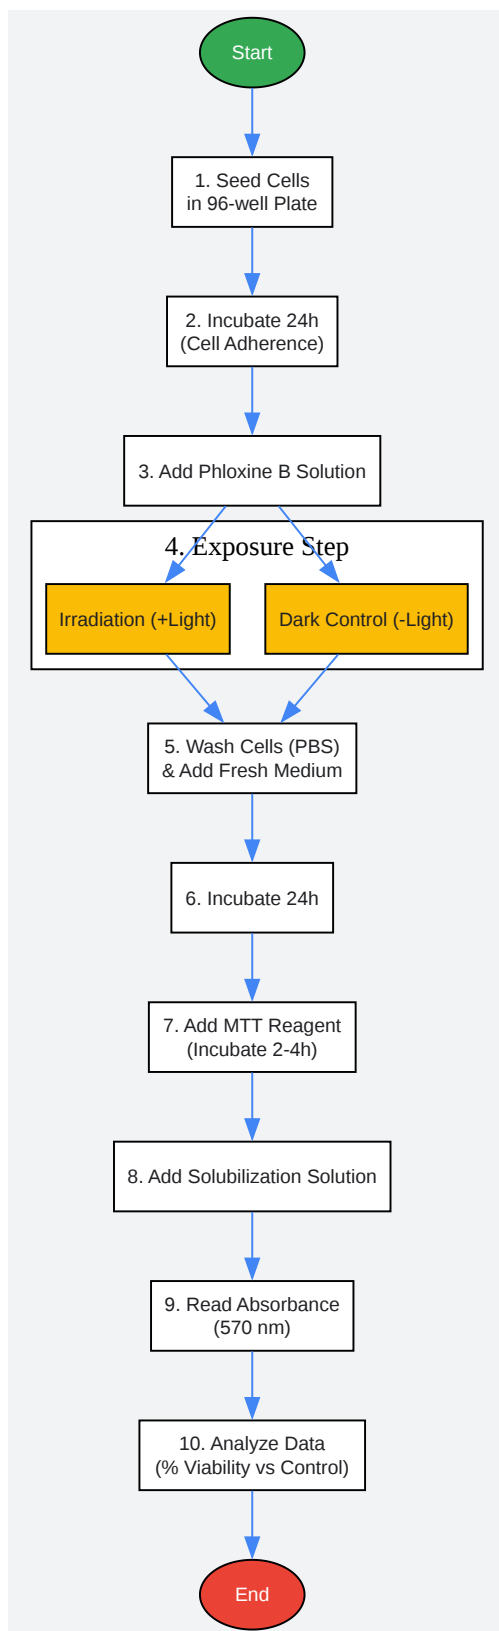 Start
1. Seed Cells
in 96-well Plate
2. Incubate 24h
(Cell Adherence)
3. Add Phloxine B Solution
4. Exposure Step
Irradiation (+Light)
Dark Control (-Light)
5. Wash Cells (PBS)
& Add Fresh Medium
6. Incubate 24h
7. Add MTT Reagent
(Incubate 2-4h)
8. Add Solubilization Solution
9. Read Absorbance
(570 nm)
10. Analyze Data
(% Viability vs Control)
End